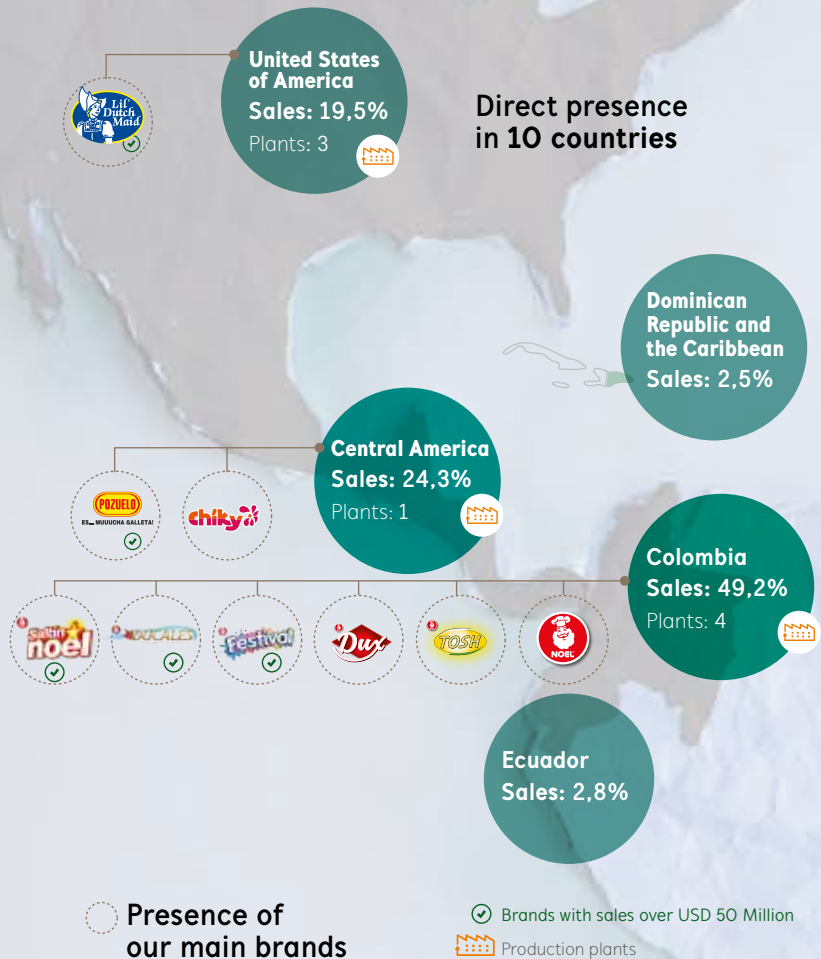 United States
of America
Sales: 19,5%
Plants: 3
Lil'
Dutch
Maid
Direct presence
in 10 countries
Dominican
Republic and
the Caribbean
Sales: 2,5%
Central America
Sales: 24,3%
Plants: 1
POZUELO
ES... MUUUCHA GALLETA!
chiky
Colombia
Sales: 49,2%
Plants: 4
saltín
noel
DUCALES
Festival
Dux
TOSH
NOEL
Ecuador
Sales: 2,8%
Presence of
our main brands
Brands with sales over USD 50 Million
Production plants